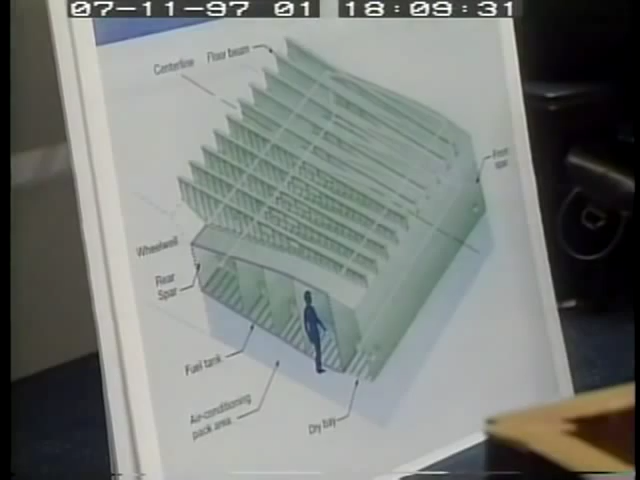 07-11-97 01 18:09:31
Centerline
Floor beam
Front
spar
Wheelwell
Rear
Spar
Fuel tank
Air-conditioning
pack area
Dry bay